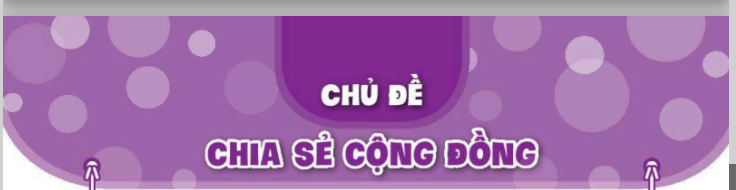 CHỦ ĐỀ
CHIA SẺ CỘNG ĐỒNG